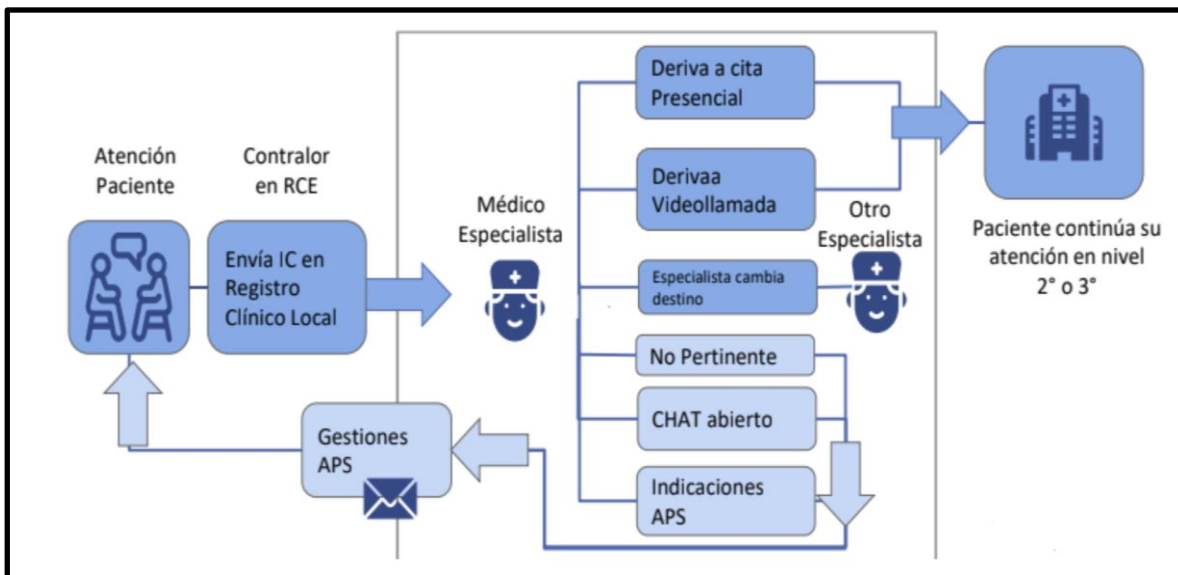 Atención
Paciente
Contralor
en RCE
Envía IC en
Registro
Clínico Local
Médico
Especialista
Deriva a cita
Presencial
Derivaa
Videollamada
Especialista cambia
destino
Otro
Especialista
No Pertinente
CHAT abierto
Indicaciones
APS
Gestiones
APS
Paciente continúa su
atención en nivel
2° o 3°